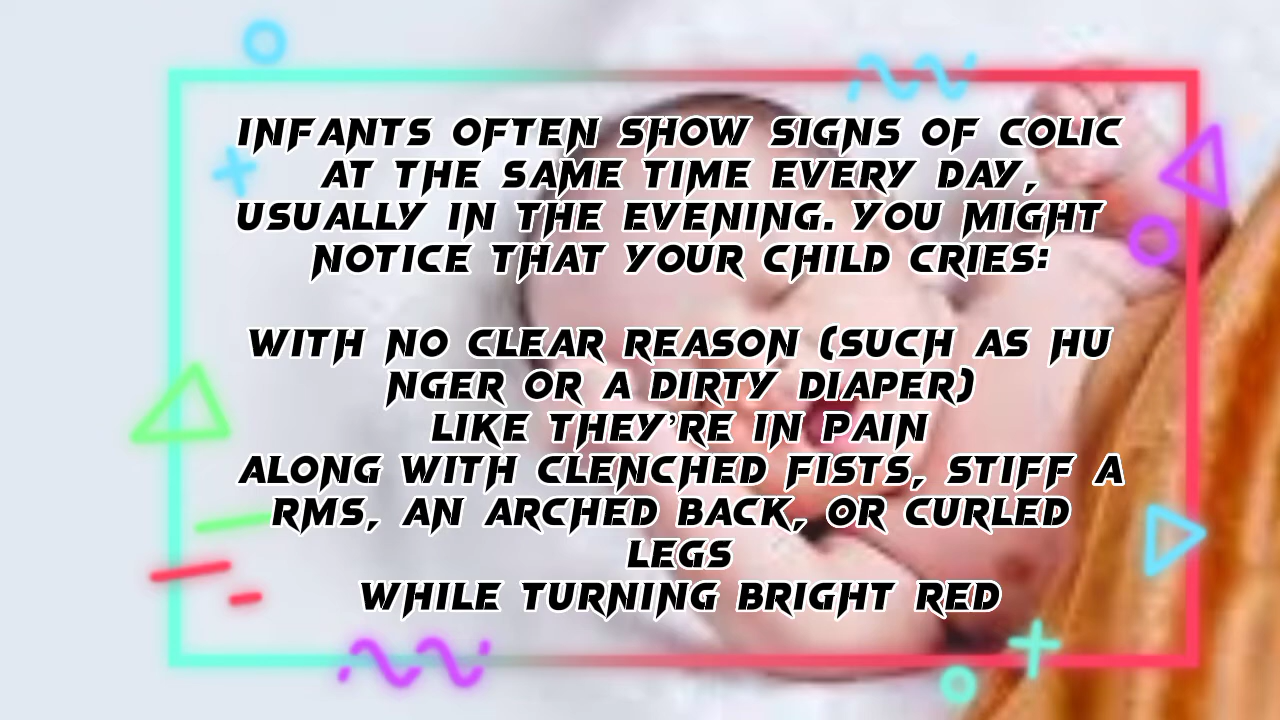 INFANTS OFTEN SHOW SIGNS OF COLIC
AT THE SAME TIME EVERY DAY,
USUALLY IN THE EVENING. YOU MIGHT
NOTICE THAT YOUR CHILD CRIES:
WITH NO CLEAR REASON (SUCH AS HU
NGER OR A DIRTY DIAPER)
LIKE THEY’RE IN PAIN
ALONG WITH CLENCHED FISTS, STIFF A
RMS, AN ARCHED BACK, OR CURLED
LEGS
WHILE TURNING BRIGHT RED